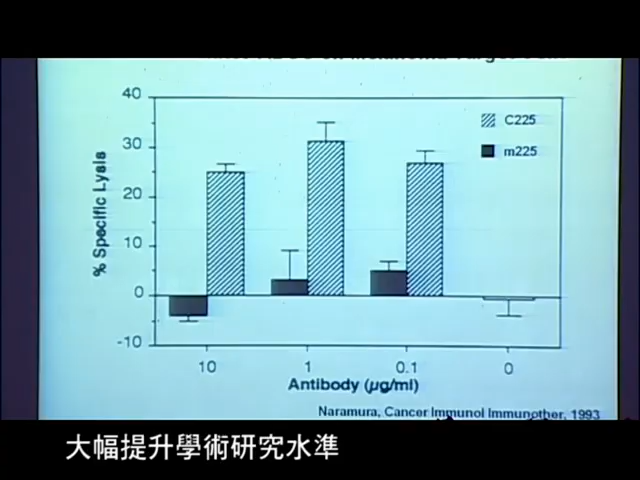 40
30
20
10
0
-10
% Specific Lysis
C225
m225
10 1 0.1 0
Antibody (µg/ml)
Naramura, Cancer Immunol Immunother, 1993
大幅提升學術研究水準